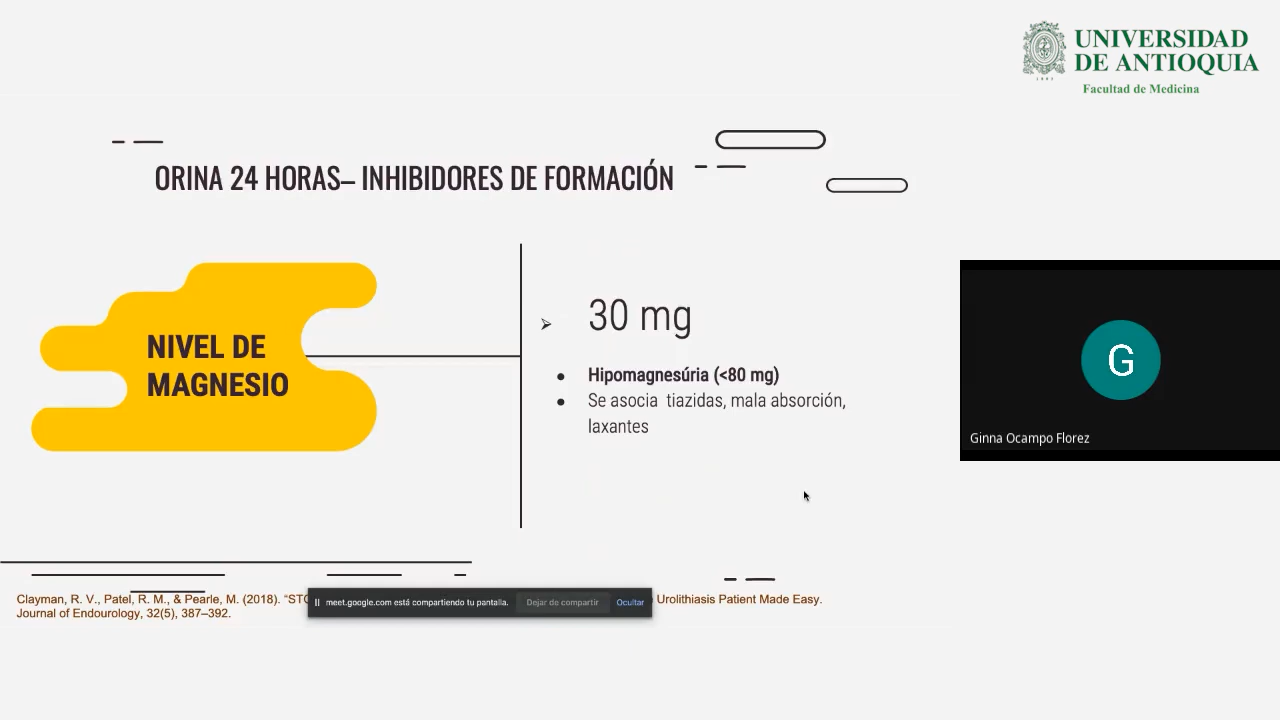 UNIVERSIDAD
DE ANTIOQUIA
Facultad de Medicina
1803
ORINA 24 HORAS– INHIBIDORES DE FORMACIÓN
NIVEL DE
MAGNESIO
➢ 30 mg
● Hipomagnesúria (<80 mg)
● Se asocia tiazidas, mala absorción,
laxantes
G
Ginna Ocampo Florez
Clayman, R. V., Patel, R. M., & Pearle, M. (2018). “STO
Urolithiasis Patient Made Easy.
Journal of Endourology, 32(5), 387–392.
meet.google.com está compartiendo tu pantalla.
Dejar de compartir
Ocultar